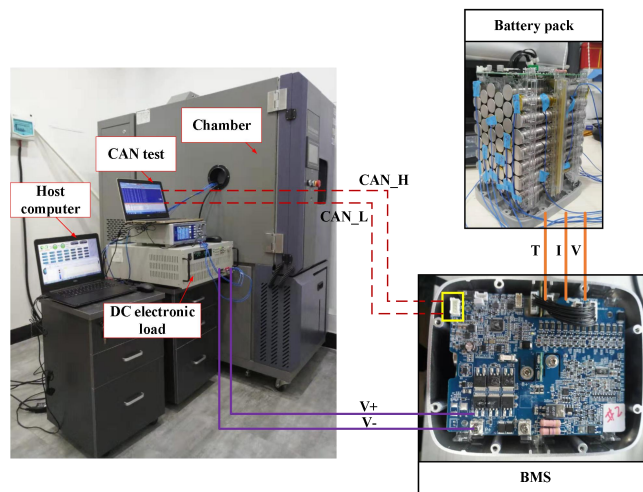 Battery pack
Chamber
CAN test
CAN_H
Host
computer
CAN_L
T I V
DC electronic
load
V+
V-
BMS